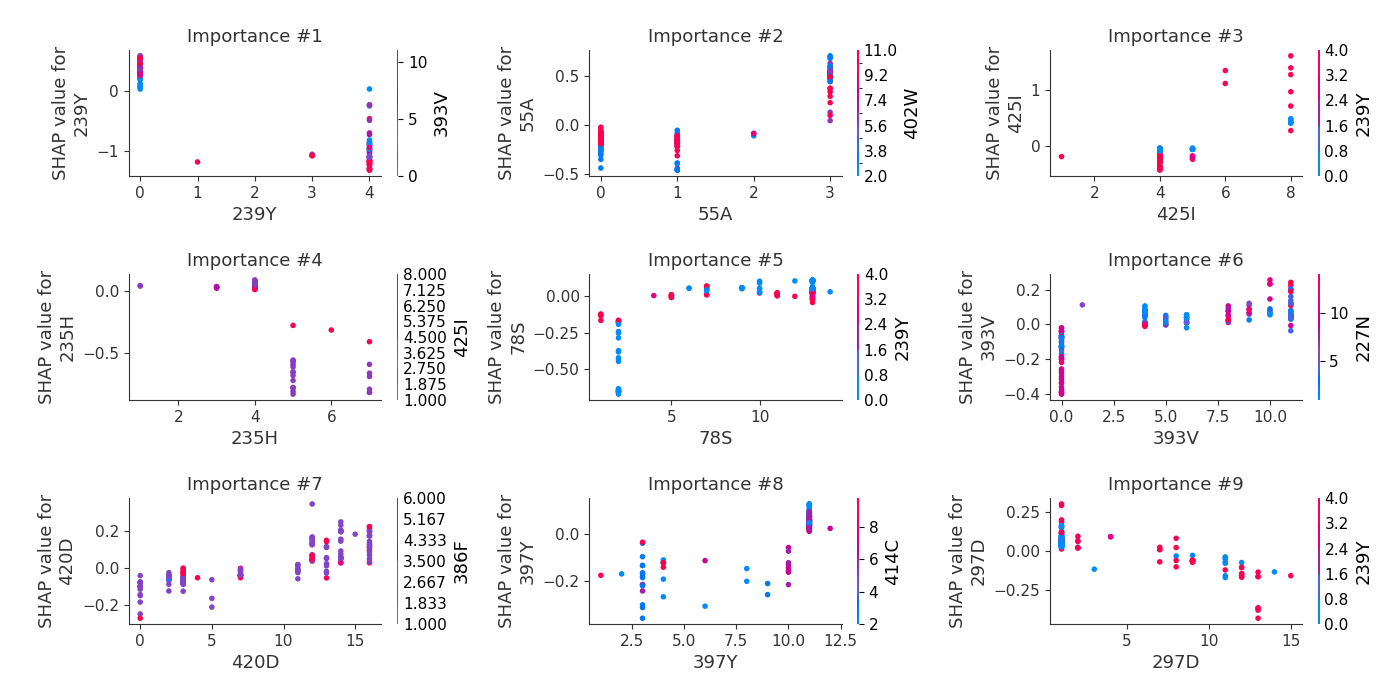 Importance #1
SHAP value for
239Y
0
−1
0
1
2
3
4
239Y
10
5
0
393V
Importance #2
SHAP value for
55A
0.5
0.0
−0.5
0
1
2
3
55A
11.0
9.2
7.4
5.6
3.8
2.0
402W
Importance #3
SHAP value for
425I
1
0
2
4
6
8
425I
4.0
3.2
2.4
1.6
0.8
0.0
239Y
Importance #4
SHAP value for
235H
0.0
−0.5
2
4
6
235H
8.000
7.125
6.250
5.375
4.500
3.625
2.750
1.875
1.000
425I
Importance #5
SHAP value for
78S
0.00
−0.25
−0.50
5
10
78S
4.0
3.2
2.4
1.6
0.8
0.0
239Y
Importance #6
SHAP value for
393V
0.2
0.0
−0.2
−0.4
0.0
2.5
5.0
7.5
10.0
393V
10
5
227N
Importance #7
SHAP value for
420D
0.2
0.0
−0.2
0
5
10
15
420D
6.000
5.167
4.333
3.500
2.667
1.833
1.000
386F
Importance #8
SHAP value for
397Y
0.0
−0.2
2.5
5.0
7.5
10.0
12.5
397Y
8
6
4
2
414C
Importance #9
SHAP value for
297D
0.25
0.00
−0.25
5
10
15
297D
4.0
3.2
2.4
1.6
0.8
0.0
239Y